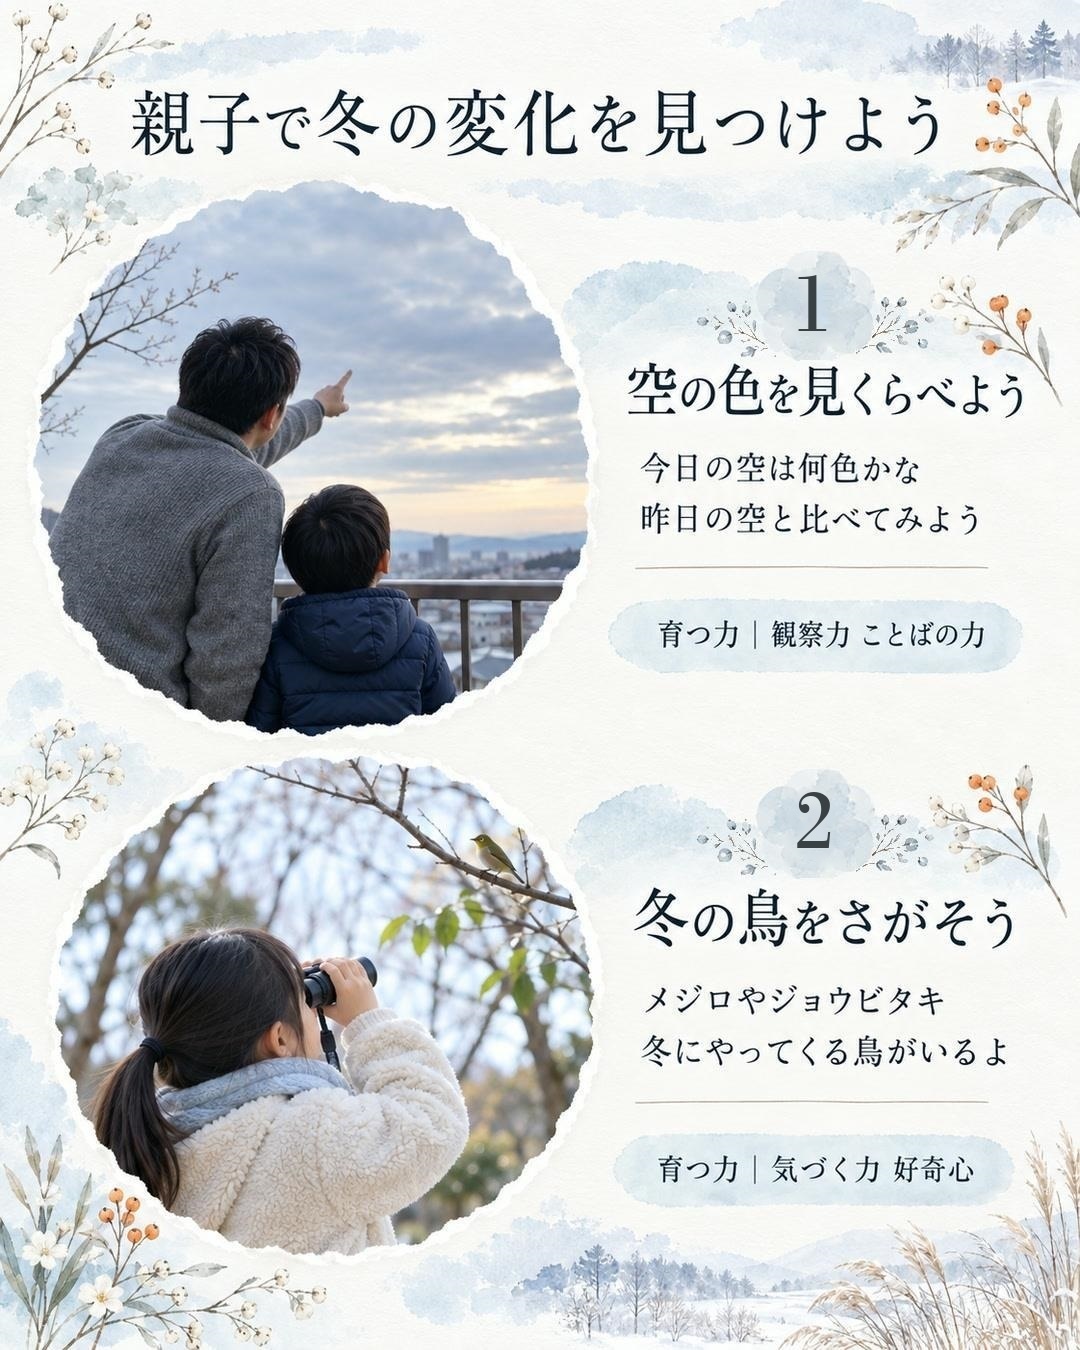 親子で冬の変化を見つけよう
1
空の色を見くらべよう
今日の空は何色かな
昨日の空と比べてみよう
育つ力｜観察力 ことばの力
2
冬の鳥をさがそう
メジロやジョウビタキ
冬にやってくる鳥がいるよ
育つ力｜気づく力 好奇心